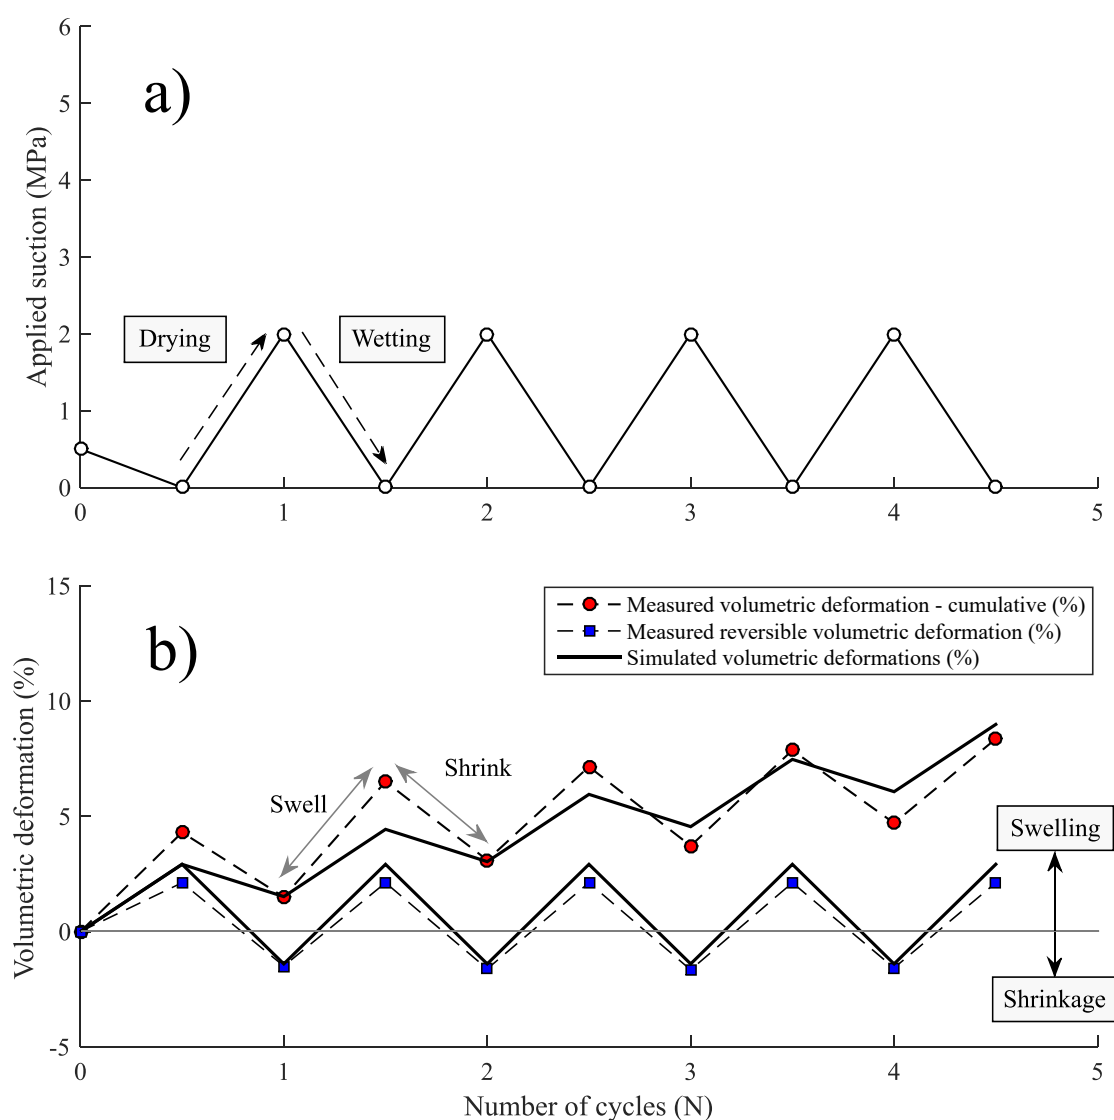 6
a)
5
4
Applied suction (MPa)
3
2
Drying
Wetting
1
0
0 1 2 3 4 5
15
Measured volumetric deformation - cumulative (%)
b)
Measured reversible volumetric deformation (%)
Simulated volumetric deformations (%)
10
Volumetric deformation (%)
Shrink
Swell
5
Swelling
0
Shrinkage
-5
0 1 2 3 4 5
Number of cycles (N)